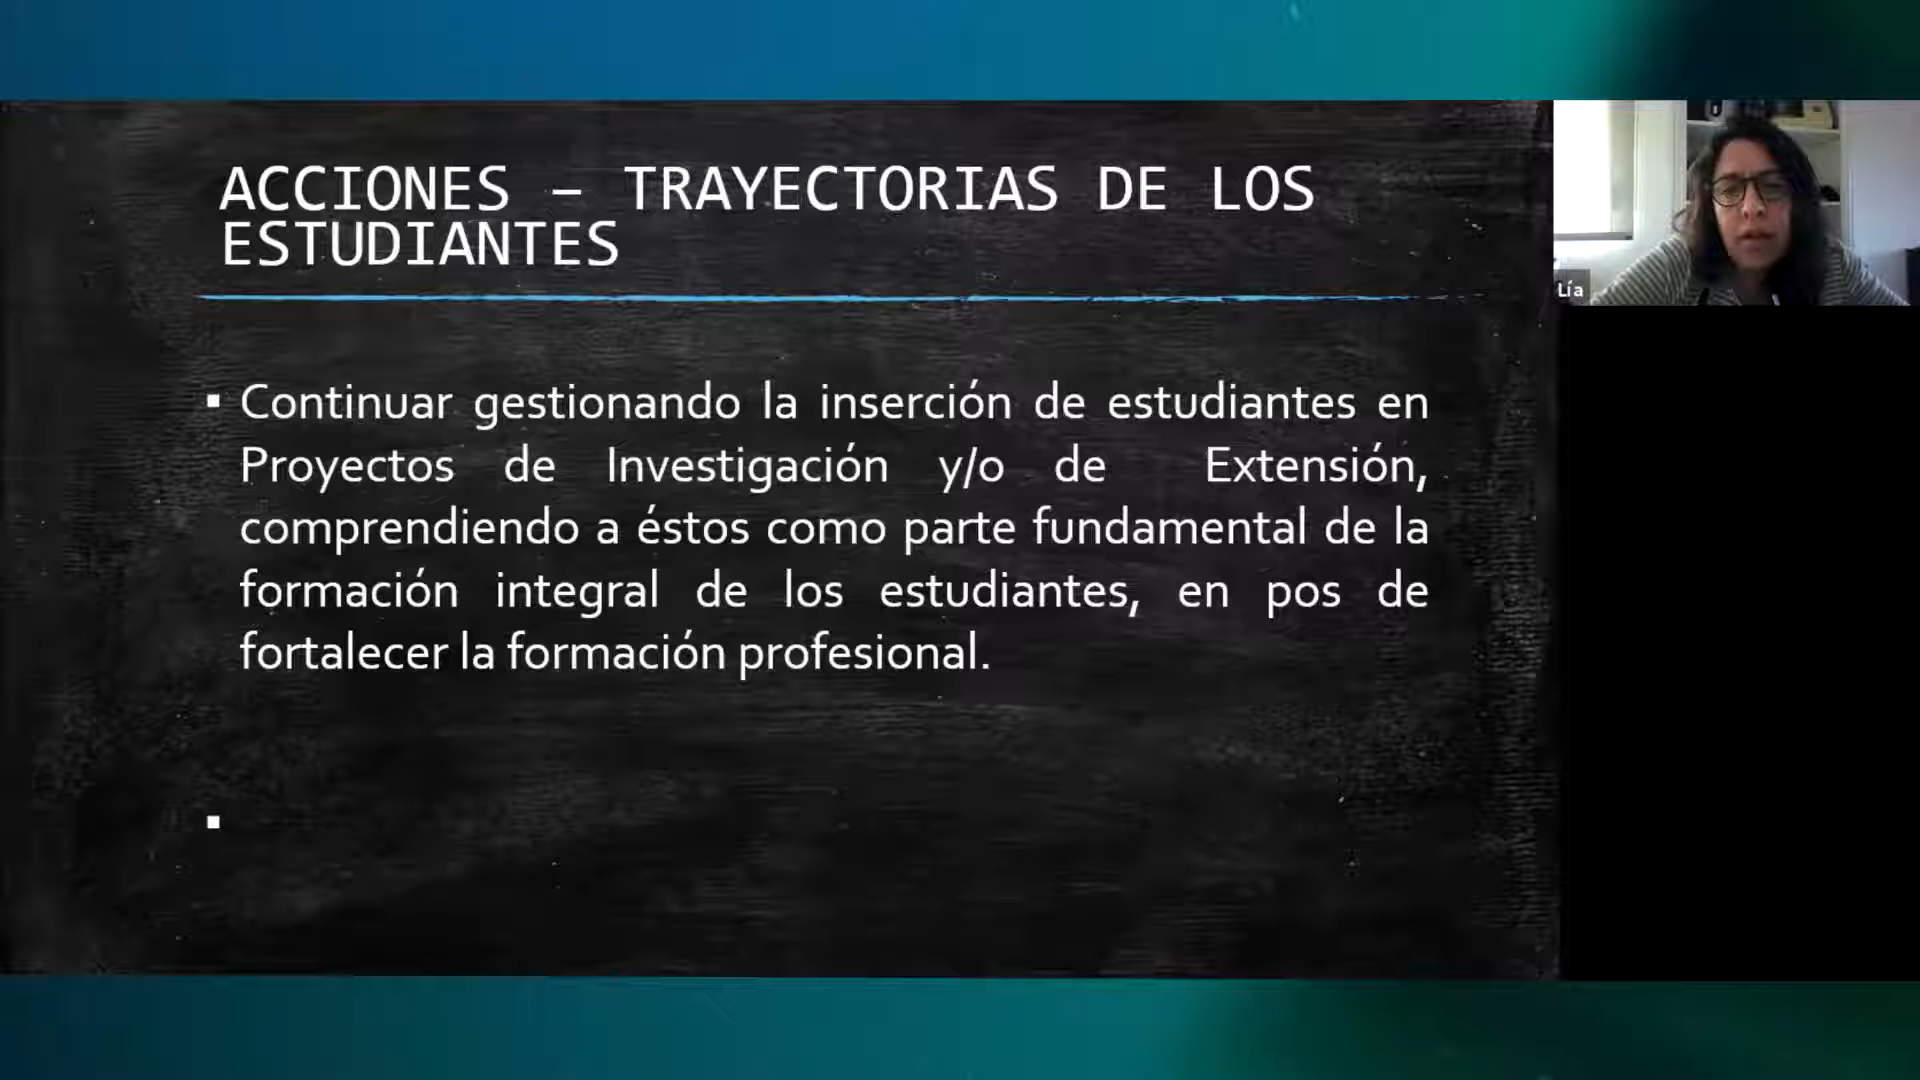 ACCIONES – TRAYECTORIAS DE LOS
ESTUDIANTES
▪ Continuar gestionando la inserción de estudiantes en
Proyectos de Investigación y/o de Extensión,
comprendiendo a éstos como parte fundamental de la
formación integral de los estudiantes, en pos de
fortalecer la formación profesional.
▪
Lía